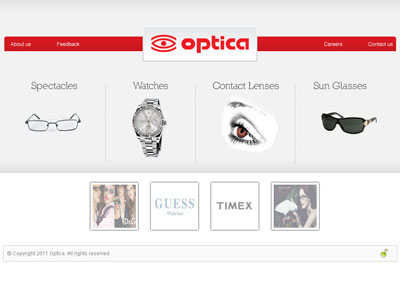 About us
Feedback
optica
Careers
Contact us
Spectacles
Watches
Contact Lenses
Sun Glasses
D&G
GUESS
Watches
TIMEX
© Copyright 2011 Optica. All rights reserved